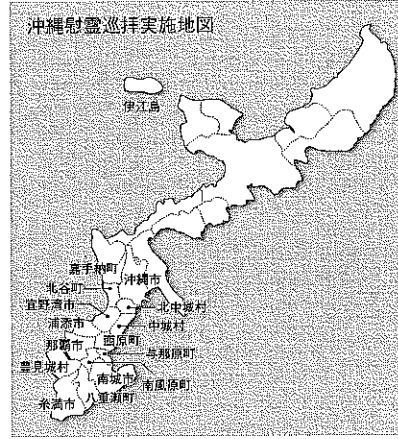 沖縄慰霊巡拝実施地図
伊江島
嘉手納町
沖縄市
北谷町
北中城村
宜野湾市
中城村
浦添市
西原町
那覇市
与那原町
豊見城村
南城市
南風原町
八重瀬町
糸満市